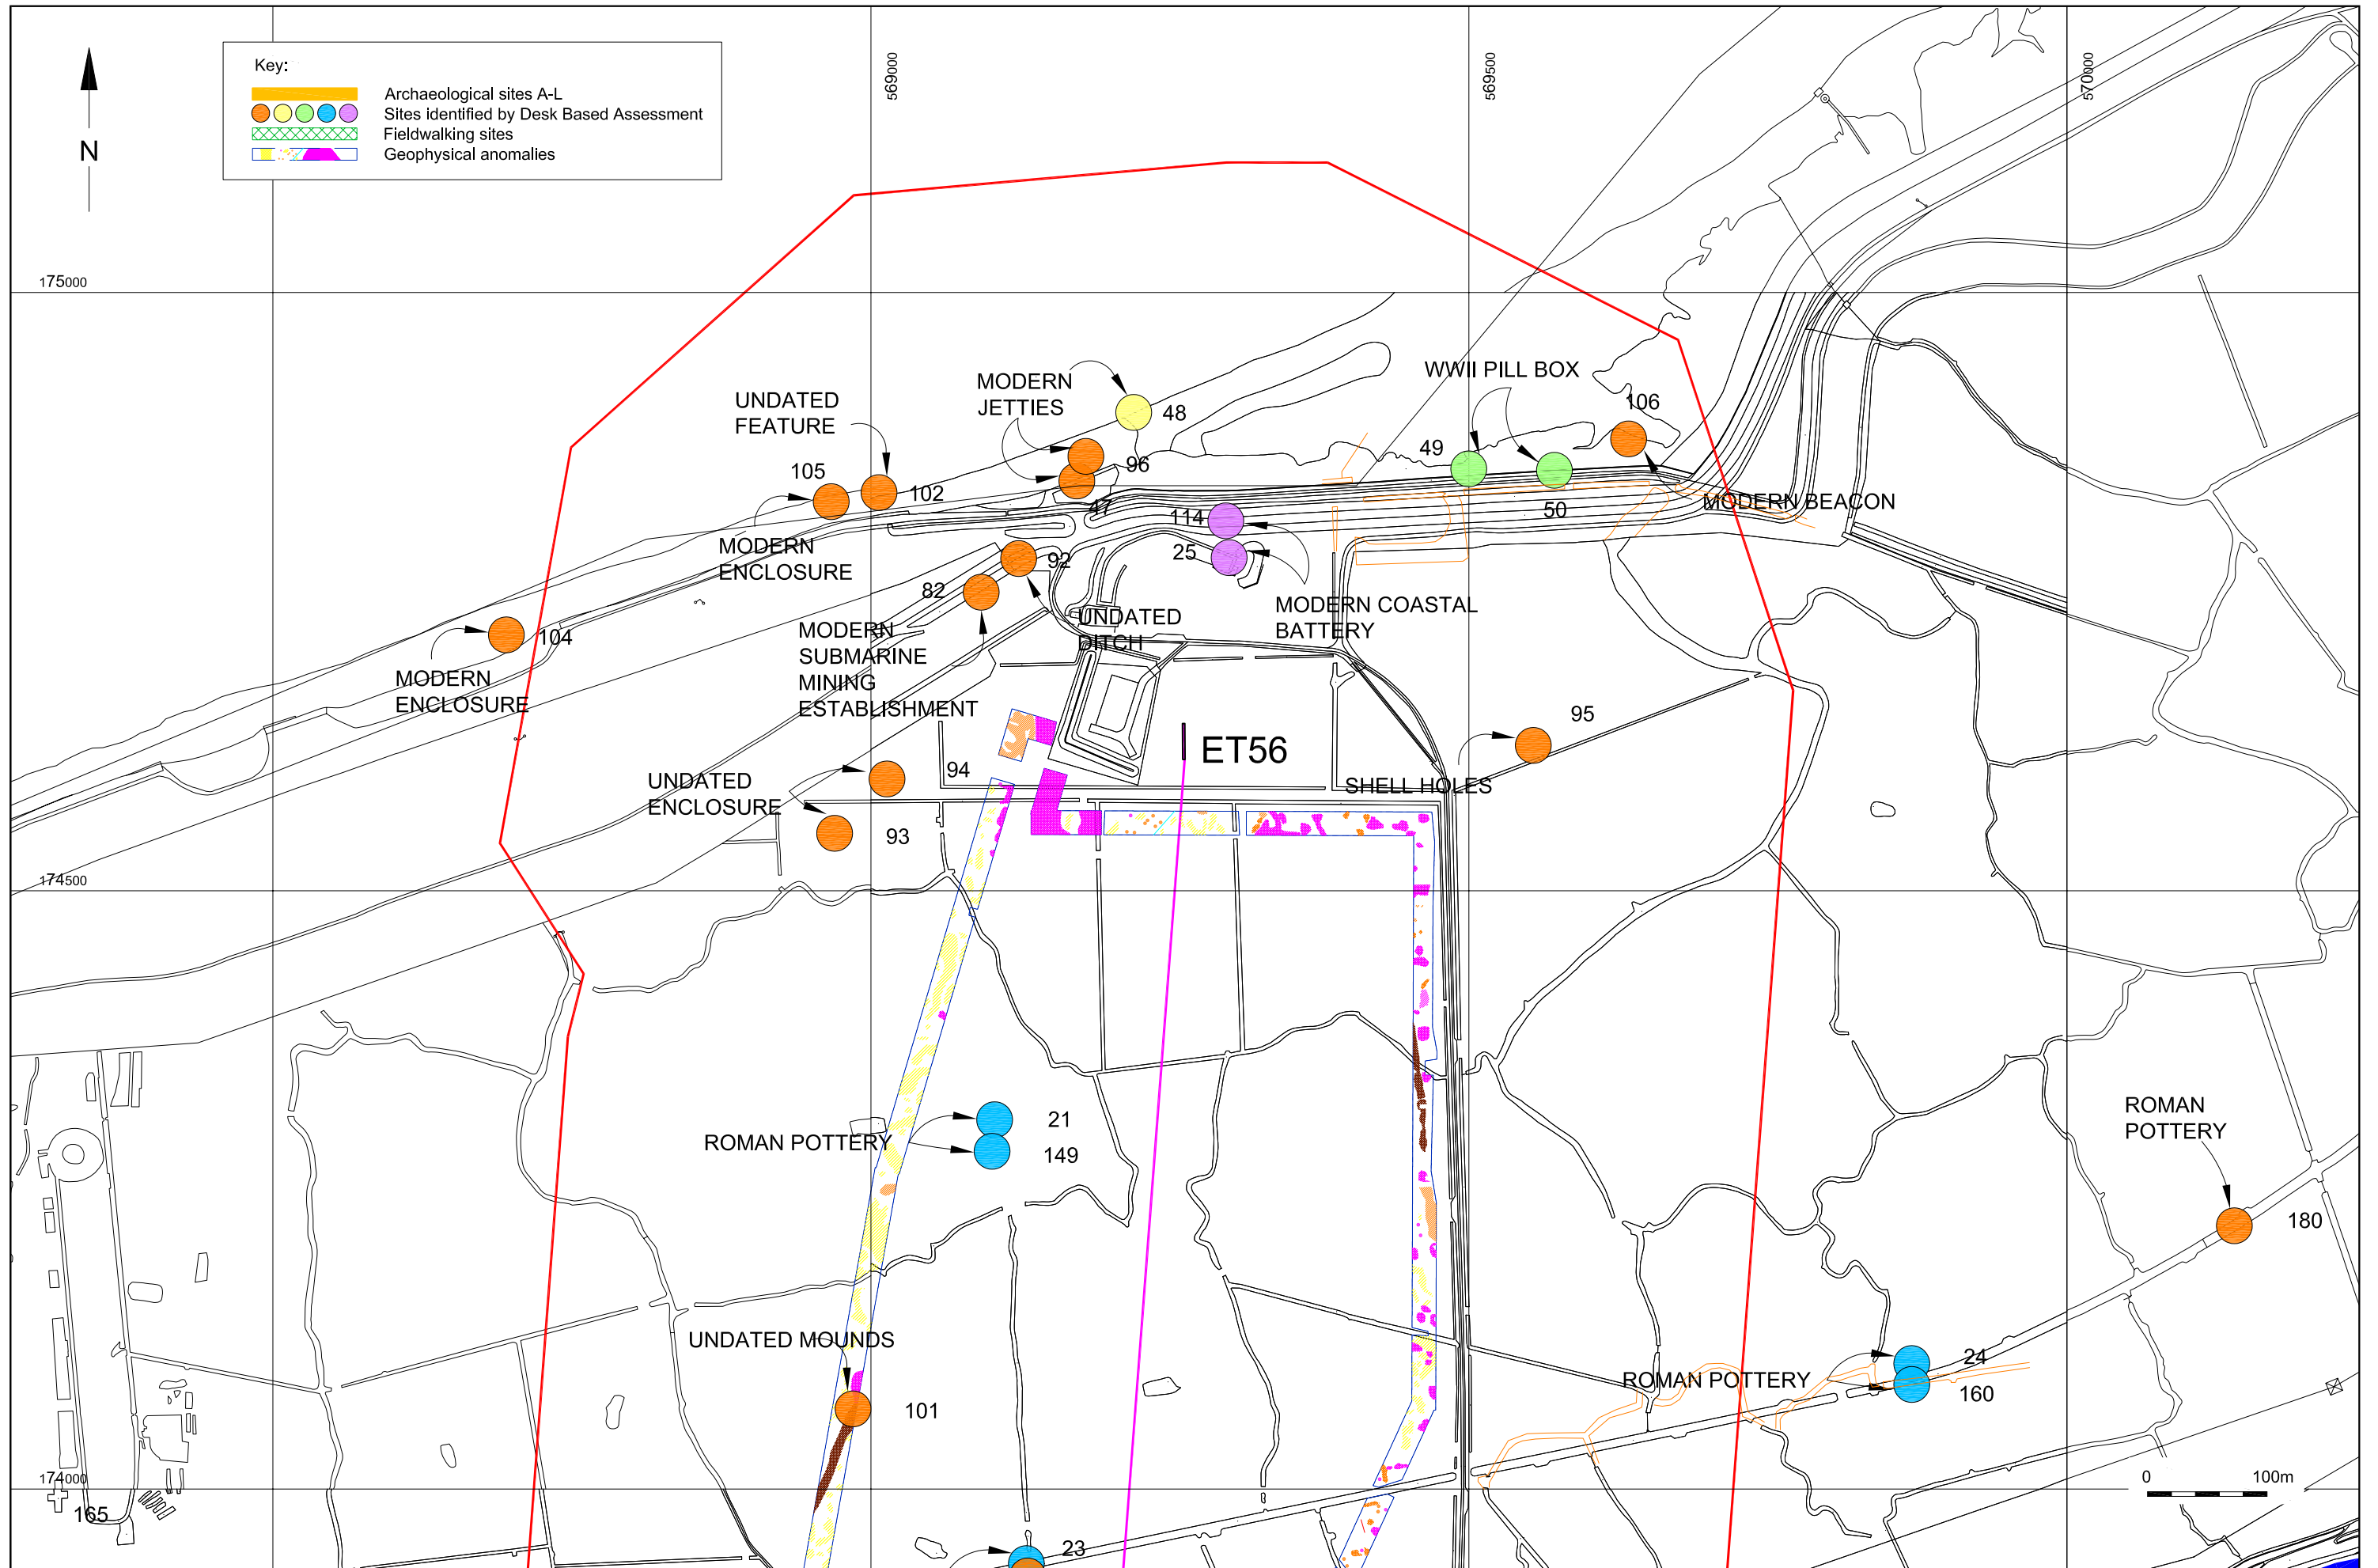 Key:
Archaeological sites A-L
Sites identified by Desk Based Assessment
Fieldwalking sites
Geophysical anomalies
N
569000
569500
570000
175000
174500
174000
MODERN
JETTIES
48
WWII PILL BOX
106
UNDATED
FEATURE
105
102
96
47
49
50
MODERN BEACON
114
25
MODERN
ENCLOSURE
92
82
104
MODERN
ENCLOSURE
MODERN
SUBMARINE
MINING
ESTABLISHMENT
UNDATED
DITCH
MODERN COASTAL
BATTERY
95
ET56
SHELL HOLES
94
UNDATED
ENCLOSURE
93
21
ROMAN POTTERY
149
ROMAN
POTTERY
180
UNDATED MOUNDS
101
ROMAN POTTERY
24
160
0 100m
165
23